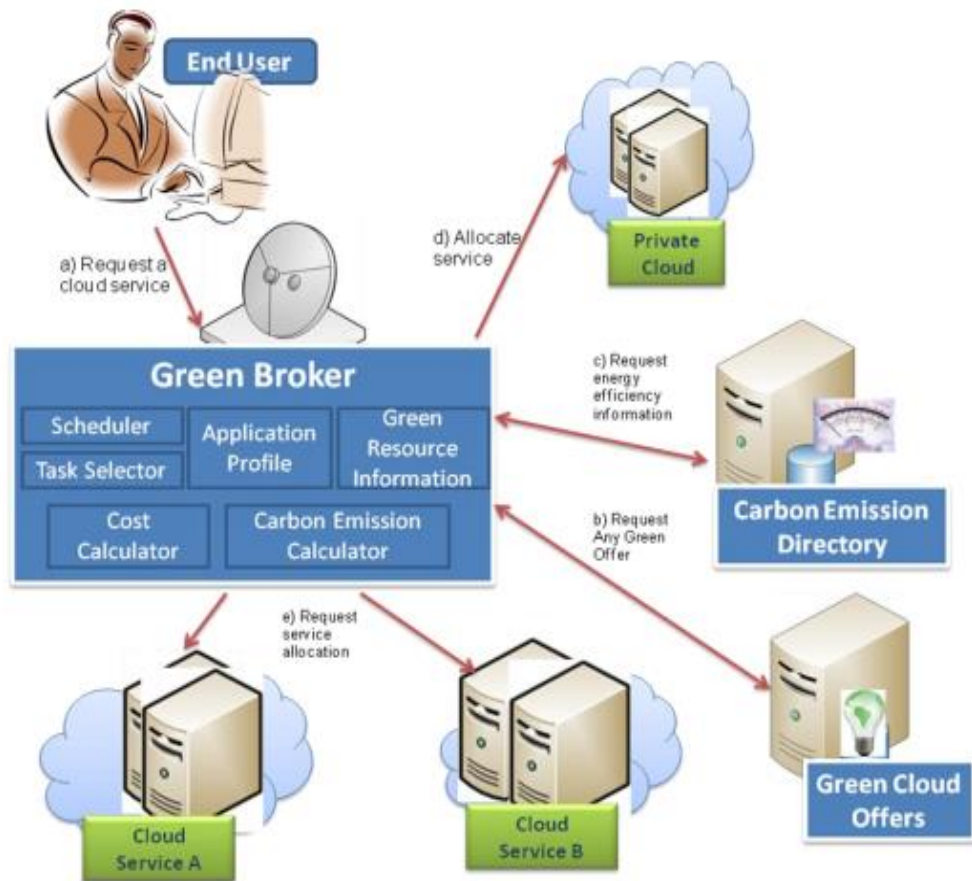 End User
a) Request a
cloud service
d) Allocate
service
Private
Cloud
Green Broker
Scheduler
Task Selector
Application
Profile
Green
Resource
Information
Cost
Calculator
Carbon Emission
Calculator
c) Request
energy
efficiency
information
Carbon Emission
Directory
b) Request
Any Green
Offer
Green Cloud
Offers
e) Request
service
allocation
Cloud
Service A
Cloud
Service B